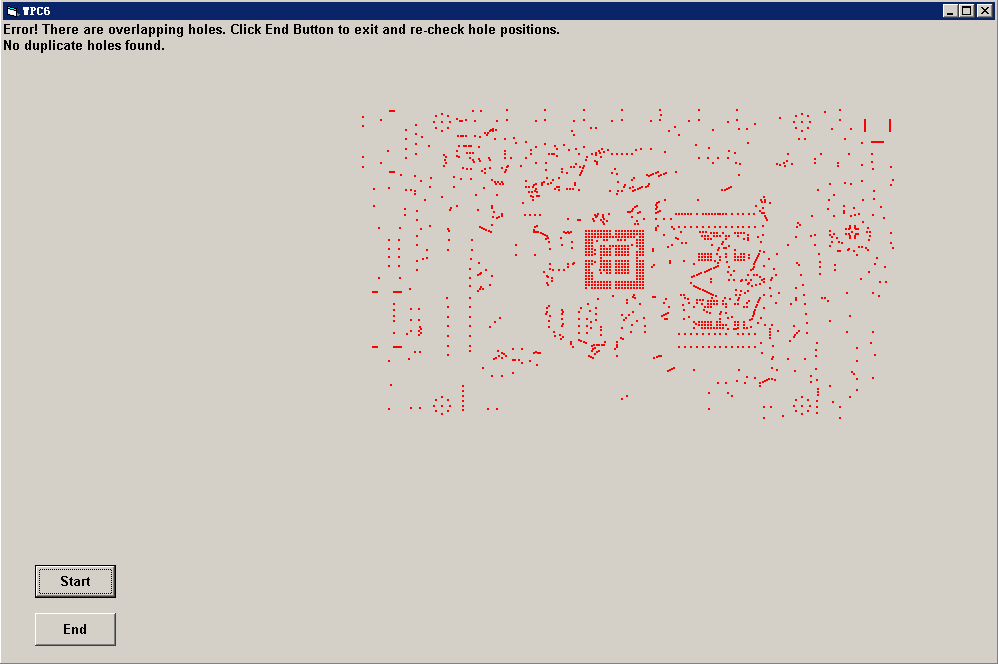 WPC6
Error! There are overlapping holes. Click End Button to exit and re-check hole positions.
No duplicate holes found.
Start
End